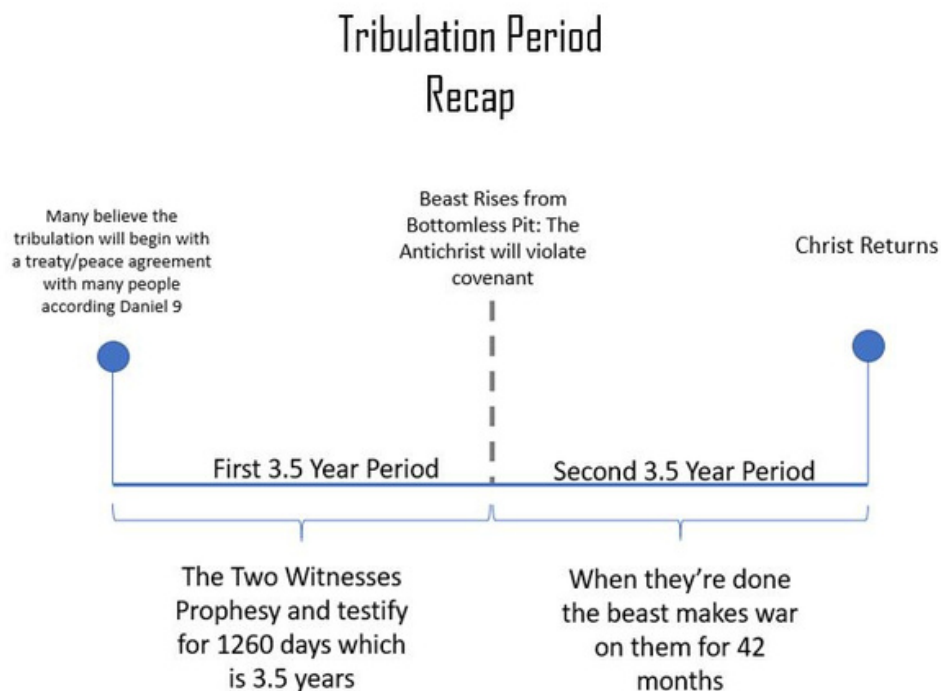 Tribulation Period
Recap
Many believe the
tribulation will begin with
a treaty/peace agreement
with many people
according Daniel 9
Beast Rises from
Bottomless Pit: The
Antichrist will violate
covenant
Christ Returns
First 3.5 Year Period
Second 3.5 Year Period
The Two Witnesses
Prophesy and testify
for 1260 days which
is 3.5 years
When they're done
the beast makes war
on them for 42
months